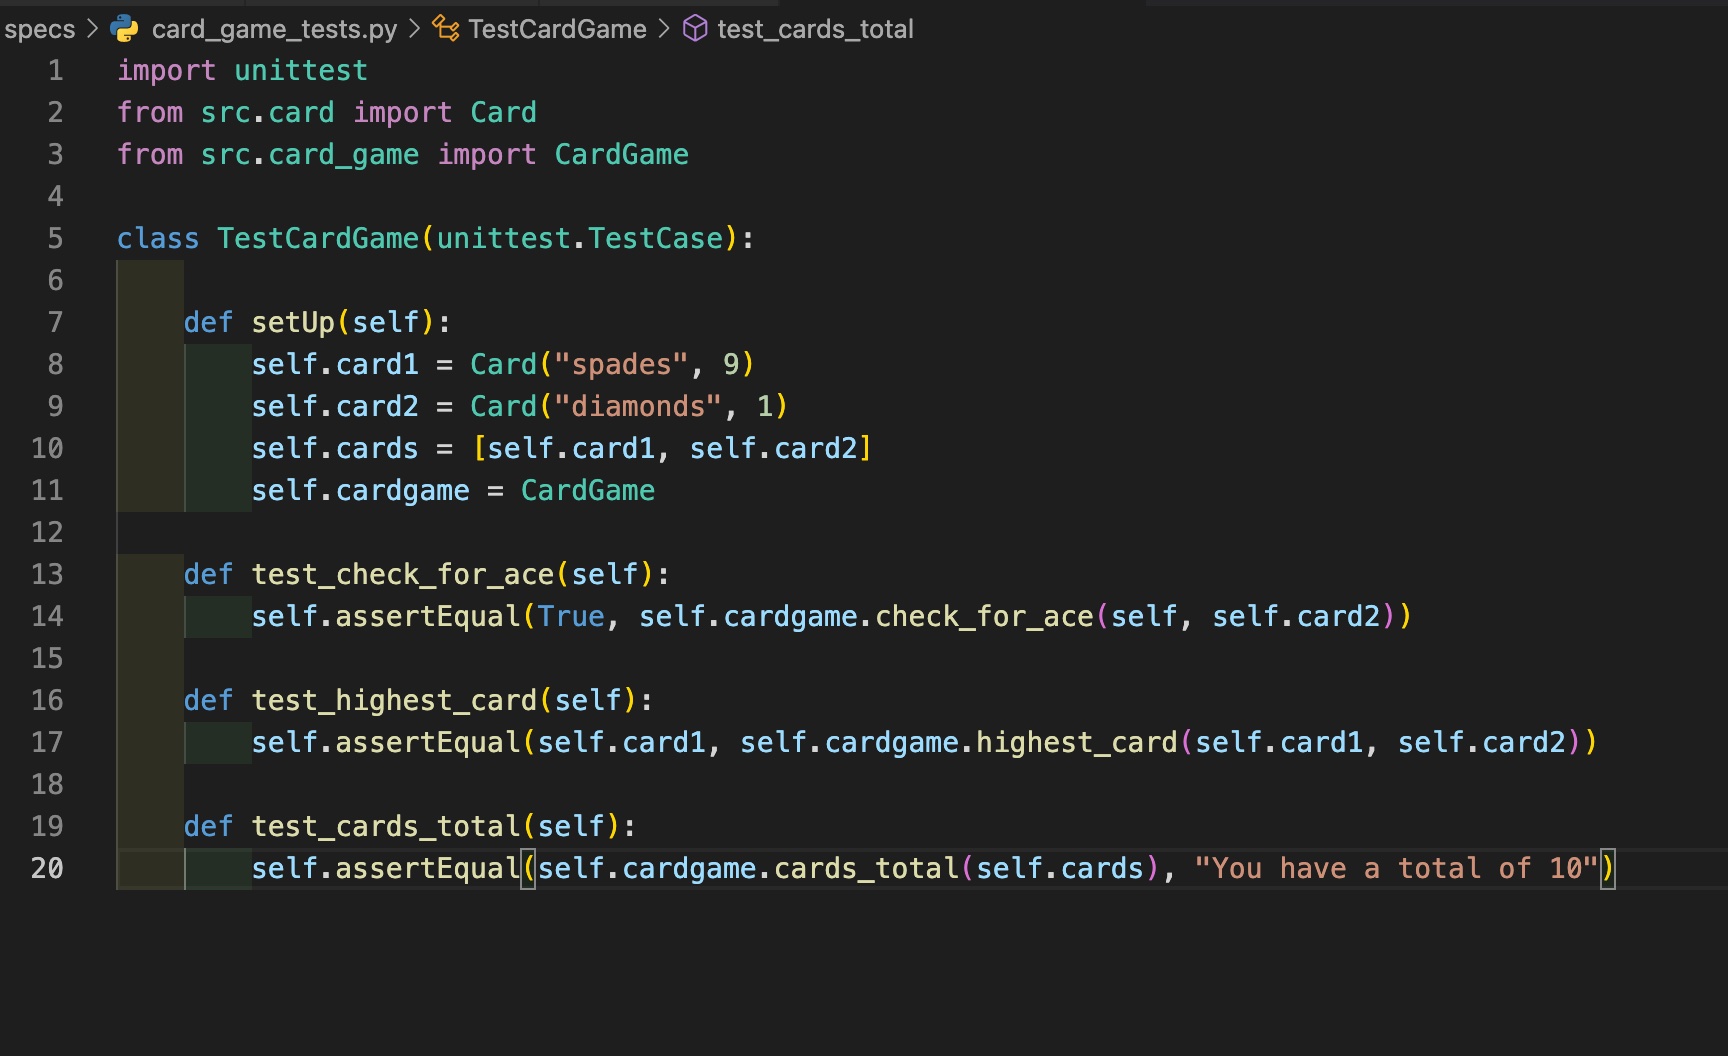 specs > card_game_tests.py > TestCardGame > test_cards_total
1 import unittest
2 from src.card import Card
3 from src.card_game import CardGame
4
5 class TestCardGame(unittest.TestCase):
6
7     def setUp(self):
8         self.card1 = Card("spades", 9)
9         self.card2 = Card("diamonds", 1)
10         self.cards = [self.card1, self.card2]
11         self.cardgame = CardGame
12
13     def test_check_for_ace(self):
14         self.assertEqual(True, self.cardgame.check_for_ace(self, self.card2))
15
16     def test_highest_card(self):
17         self.assertEqual(self.card1, self.cardgame.highest_card(self.card1, self.card2))
18
19     def test_cards_total(self):
20         self.assertEqual(self.cardgame.cards_total(self.cards), "You have a total of 10")